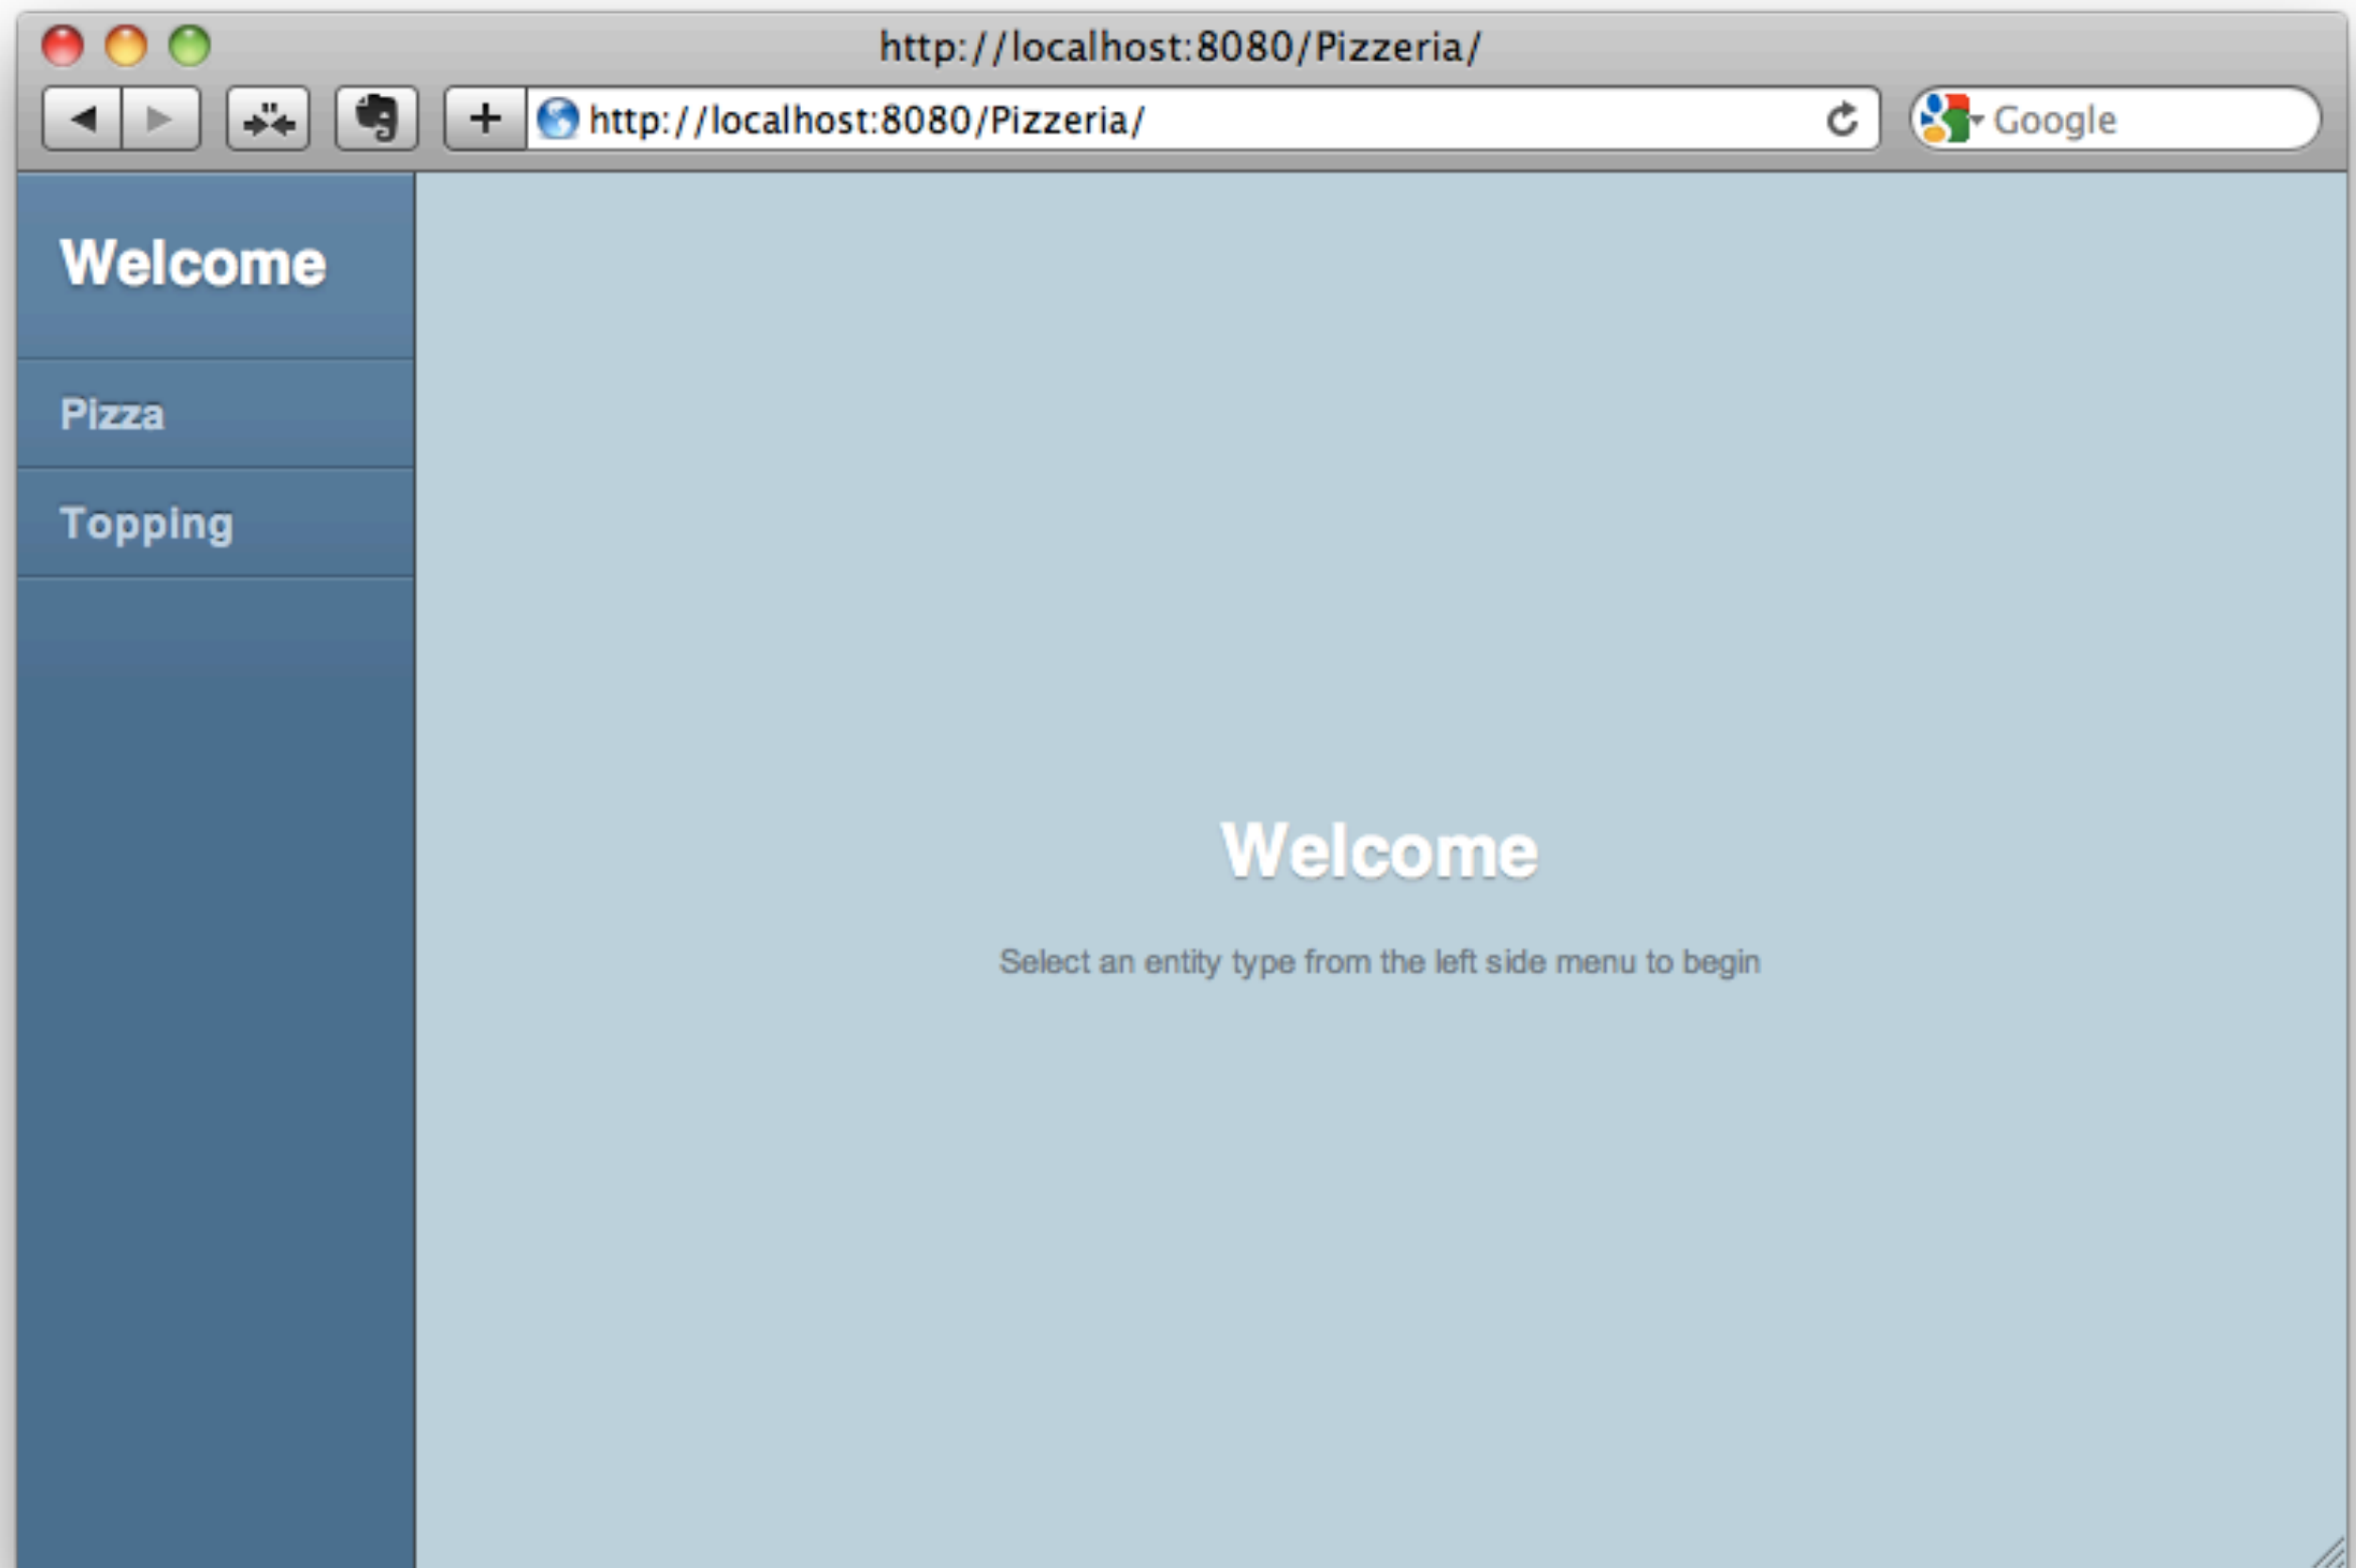 http://localhost:8080/Pizzeria/
http://localhost:8080/Pizzeria/
Google
Welcome
Pizza
Topping
Welcome
Select an entity type from the left side menu to begin